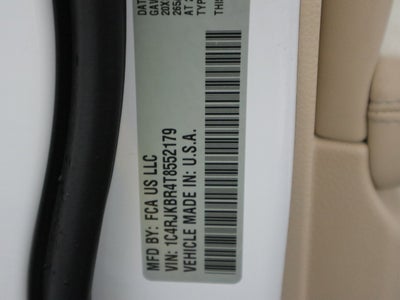 MFD BY: FCA US LLC
VIN: 1C4RJKBR4T8552179
VEHICLE MADE IN: U.S.A.